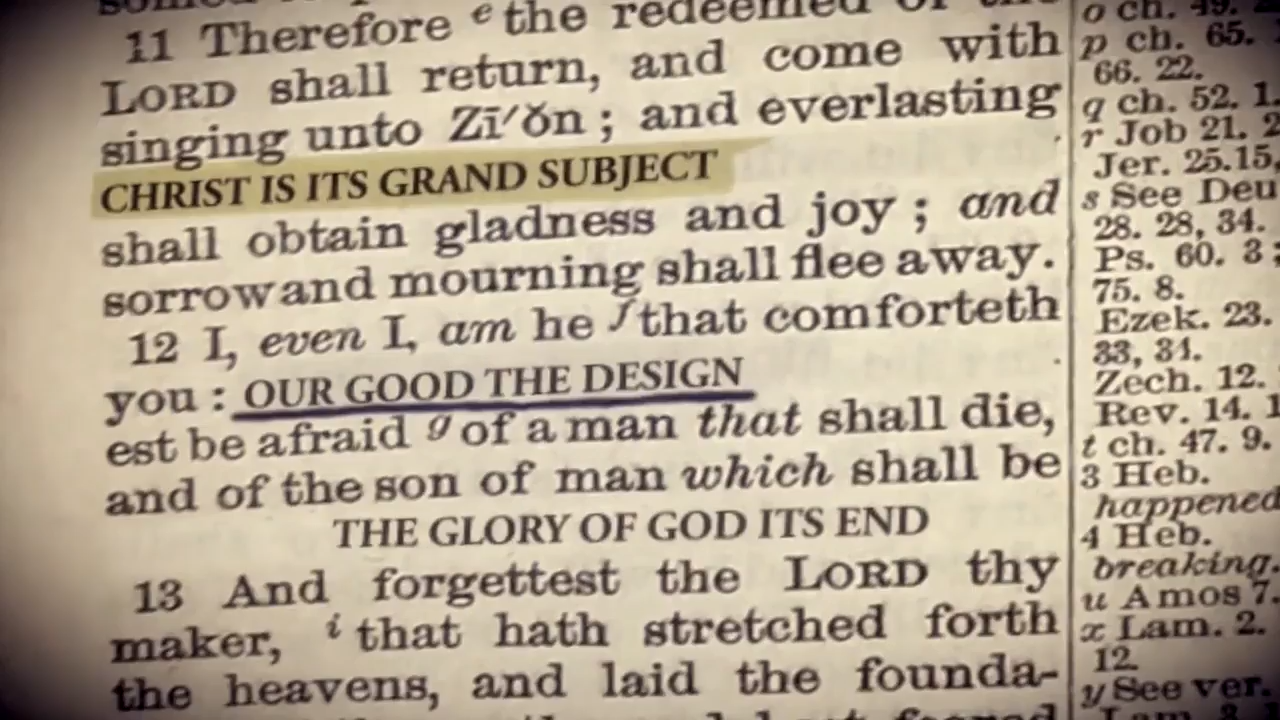 11 Therefore e the redeemed of the
LORD shall return, and come with
singing unto Zī′ŏn ; and everlasting
CHRIST IS ITS GRAND SUBJECT
shall obtain gladness and joy ; and
sorrow and mourning shall flee away.
12 I, even I, am he f that comforteth
you : OUR GOOD THE DESIGN
est be afraid g of a man that shall die,
and of the son of man which shall be
THE GLORY OF GOD ITS END
13 And forgettest the LORD thy
maker, i that hath stretched forth
the heavens, and laid the founda-
o ch. 49.
p ch. 65.
66. 22.
q ch. 52. 1.
r Job 21. 2
Jer. 25.15,
s See Deu
28. 28, 34.
Ps. 60. 3 ;
75. 8.
Ezek. 23.
33, 34.
Zech. 12.
Rev. 14. 1
t ch. 47. 9.
3 Heb.
happened
4 Heb.
breaking.
u Amos 7.
x Lam. 2.
12.
y See ver.